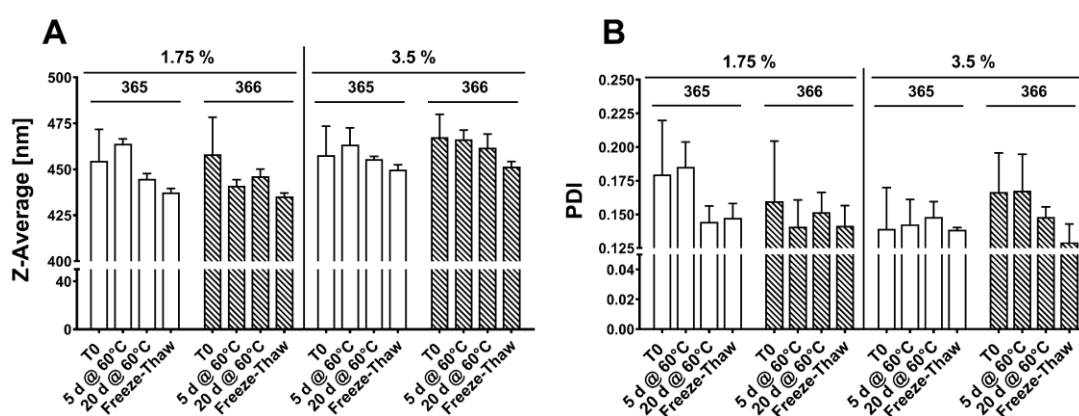 A
1.75 %
3.5 %
365
366
365
366
Z-Average [nm]
500
475
450
425
400
40
0
T0
5 d @ 60°C
20 d @ 60°C
Freeze-Thaw
T0
5 d @ 60°C
20 d @ 60°C
Freeze-Thaw
T0
5 d @ 60°C
20 d @ 60°C
Freeze-Thaw
T0
5 d @ 60°C
20 d @ 60°C
Freeze-Thaw
B
1.75 %
3.5 %
365
366
365
366
PDI
0.250
0.225
0.200
0.175
0.150
0.125
0.04
0.02
0.00
T0
5 d @ 60°C
20 d @ 60°C
Freeze-Thaw
T0
5 d @ 60°C
20 d @ 60°C
Freeze-Thaw
T0
5 d @ 60°C
20 d @ 60°C
Freeze-Thaw
T0
5 d @ 60°C
20 d @ 60°C
Freeze-Thaw